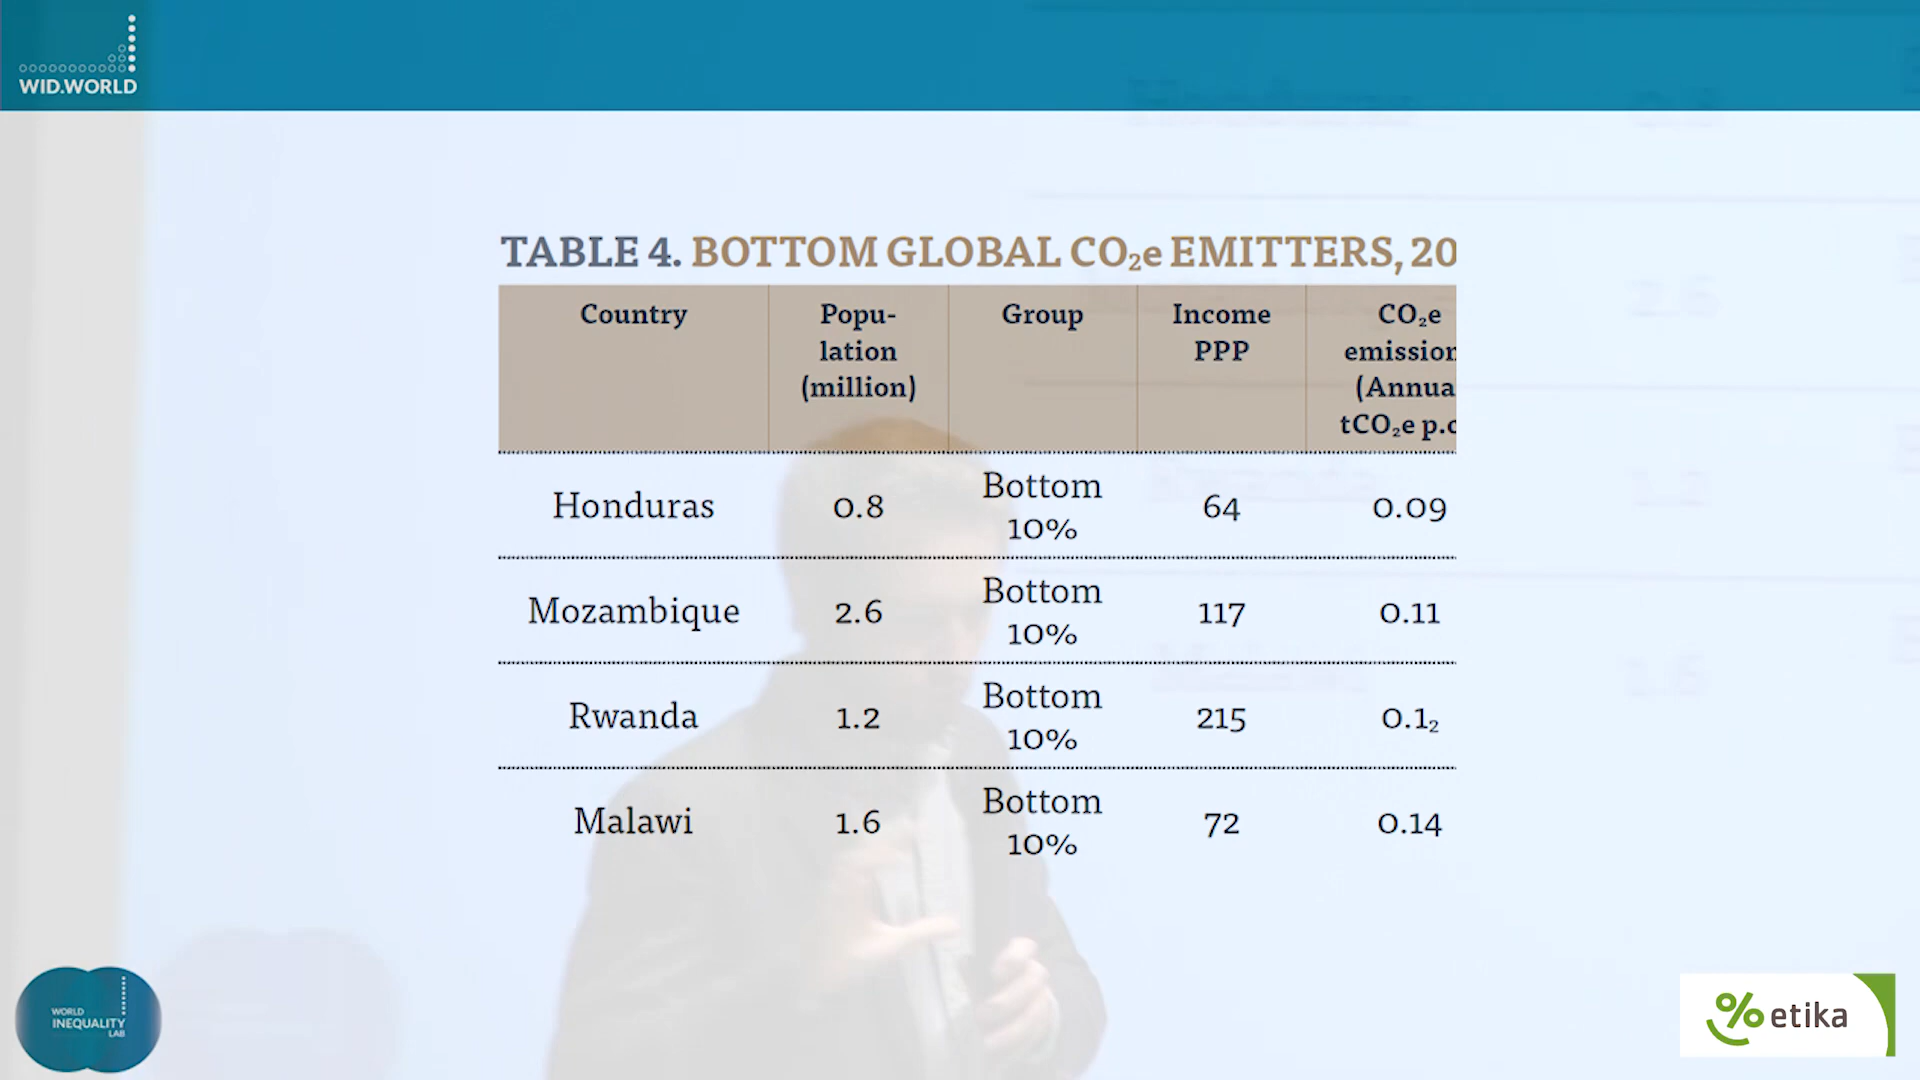 WID.WORLD
TABLE 4. BOTTOM GLOBAL CO₂e EMITTERS, 20
Country Popu- Group Income CO₂e
lation PPP emission
(million) (Annua
tCO₂e p.c
Honduras 0.8 Bottom 10% 64 0.09
Mozambique 2.6 Bottom 10% 117 0.11
Rwanda 1.2 Bottom 10% 215 0.1₂
Malawi 1.6 Bottom 10% 72 0.14
WORLD
INEQUALITY
LAB
% etika